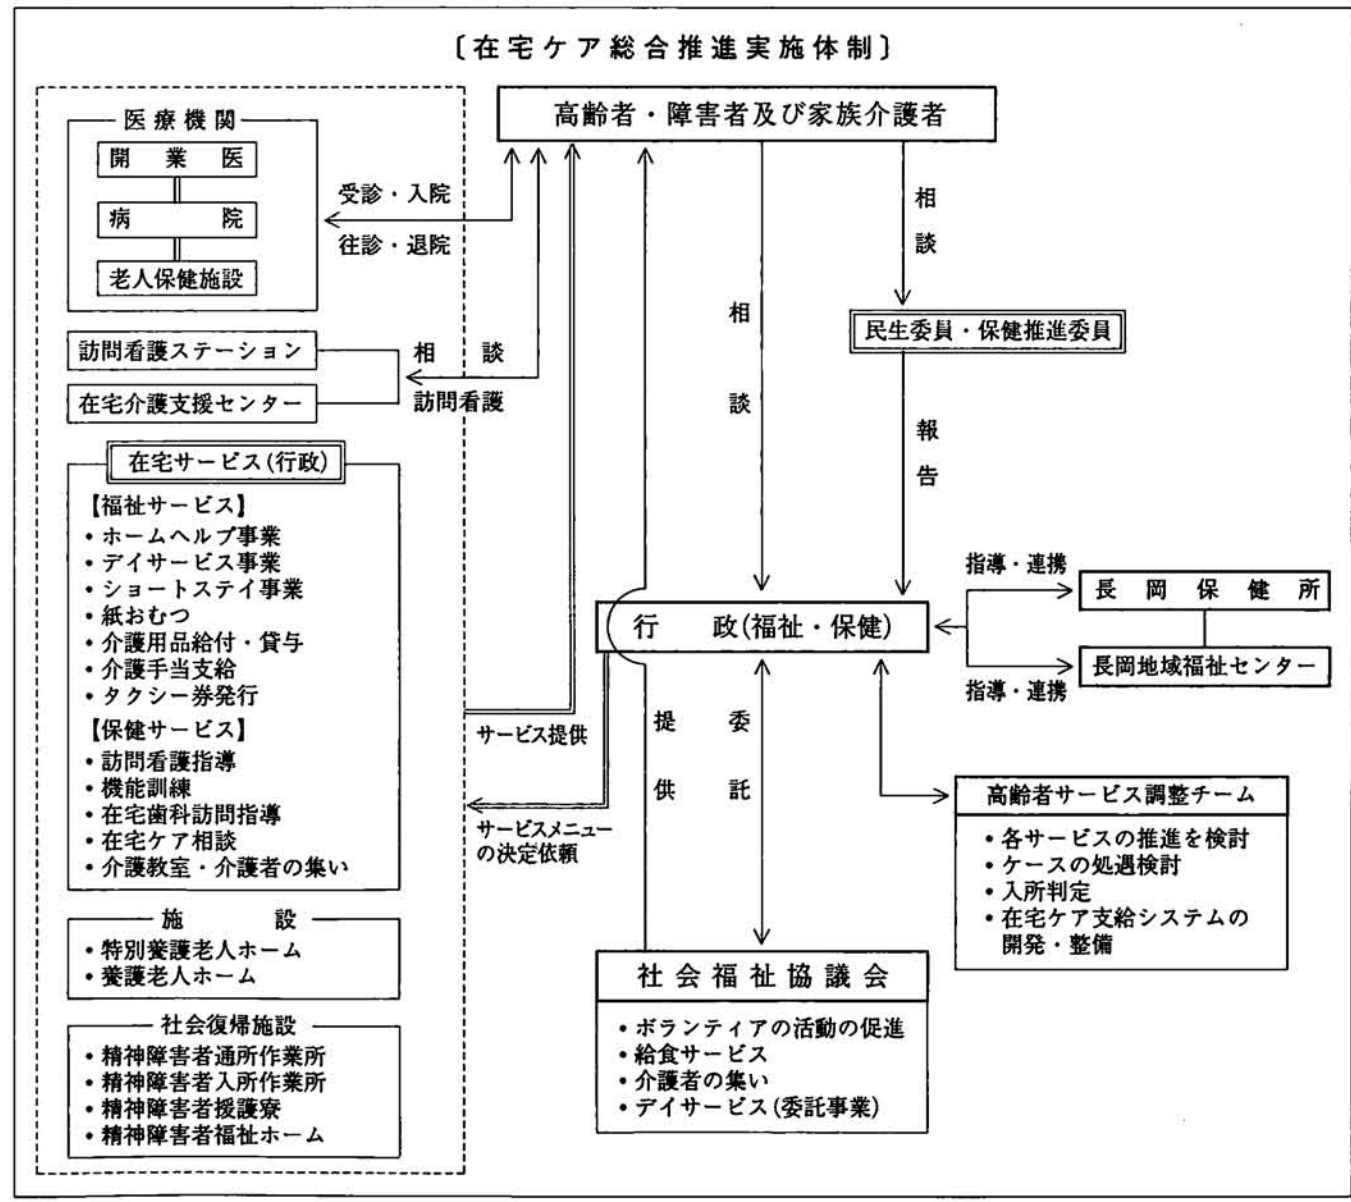 〔在宅ケア総合推進実施体制〕
高齢者・障害者及び家族介護者
医療機関
開業医
病院
老人保健施設
受診・入院
往診・退院
訪問看護ステーション
在宅介護支援センター
相談
訪問看護
相談
相談
民生委員・保健推進委員
報告
在宅サービス(行政)
【福祉サービス】
・ホームヘルプ事業
・デイサービス事業
・ショートステイ事業
・紙おむつ
・介護用品給付・貸与
・介護手当支給
・タクシー券発行
【保健サービス】
・訪問看護指導
・機能訓練
・在宅歯科訪問指導
・在宅ケア相談
・介護教室・介護者の集い
施設
・特別養護老人ホーム
・養護老人ホーム
社会復帰施設
・精神障害者通所作業所
・精神障害者入所作業所
・精神障害者援護寮
・精神障害者福祉ホーム
サービス提供
サービスメニュー
の決定依頼
行政(福祉・保健)
提供
委託
指導・連携
長岡保健所
長岡地域福祉センター
指導・連携
高齢者サービス調整チーム
・各サービスの推進を検討
・ケースの処遇検討
・入所判定
・在宅ケア支給システムの
開発・整備
社会福祉協議会
・ボランティアの活動の促進
・給食サービス
・介護者の集い
・デイサービス(委託事業)